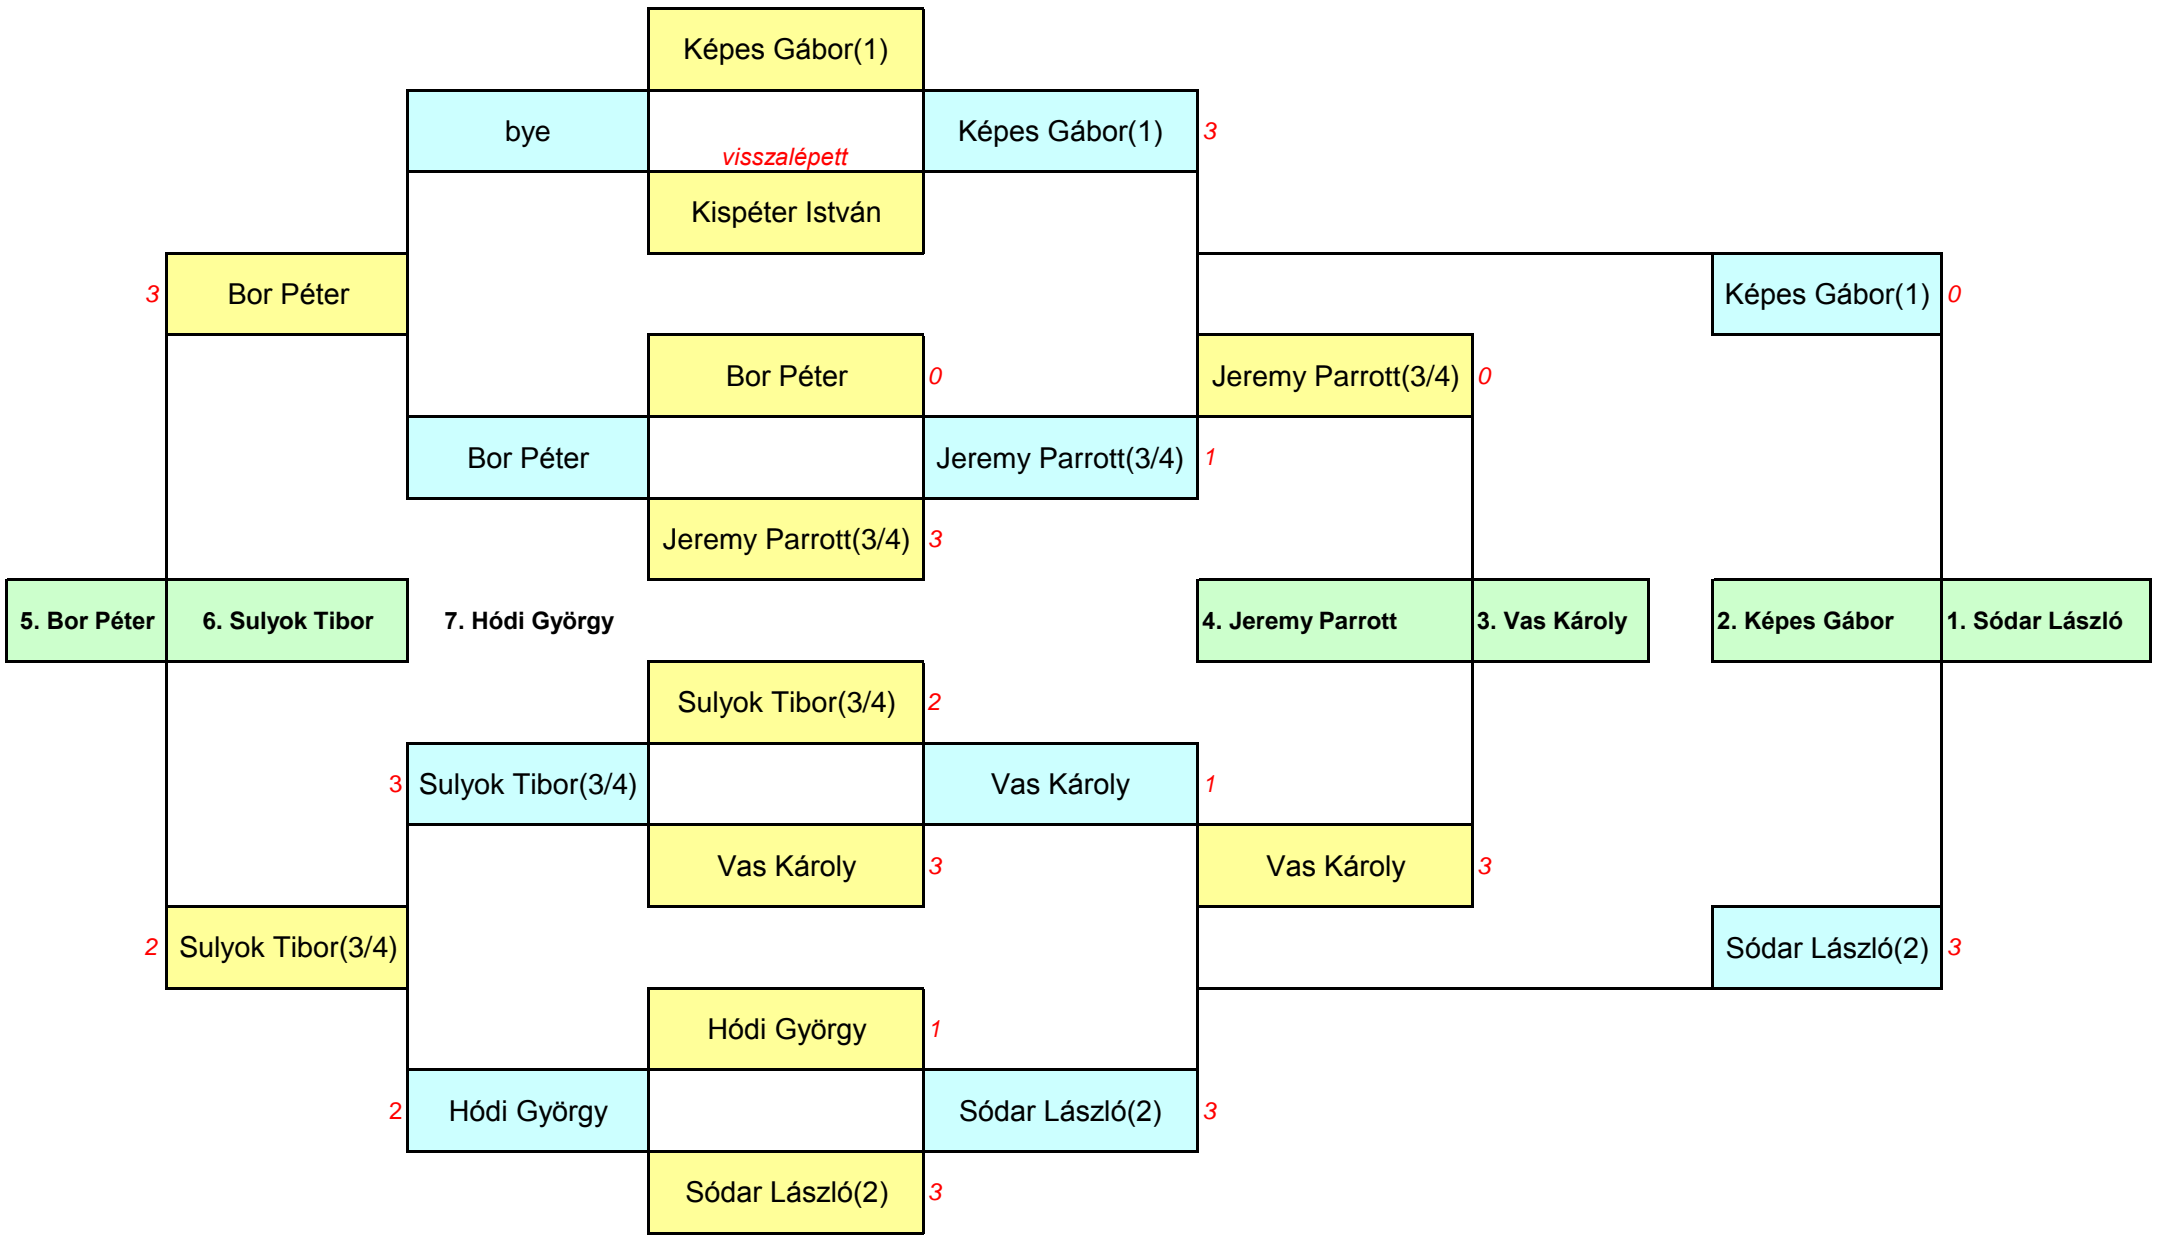 Képes Gábor(1)
bye
Képes Gábor(1) 3
visszalépett
Kispéter István
3 Bor Péter
Képes Gábor(1) 0
Bor Péter 0
Jeremy Parrott(3/4) 0
Bor Péter
Jeremy Parrott(3/4) 1
Jeremy Parrott(3/4) 3
5. Bor Péter 6. Sulyok Tibor 7. Hódi György 4. Jeremy Parrott 3. Vas Károly 2. Képes Gábor 1. Sódar László
Sulyok Tibor(3/4) 2
3 Sulyok Tibor(3/4)
Vas Károly 1
Vas Károly 3
Vas Károly 3
2 Sulyok Tibor(3/4)
Sódar László(2) 3
Hódi György 1
2 Hódi György
Sódar László(2) 3
Sódar László(2) 3